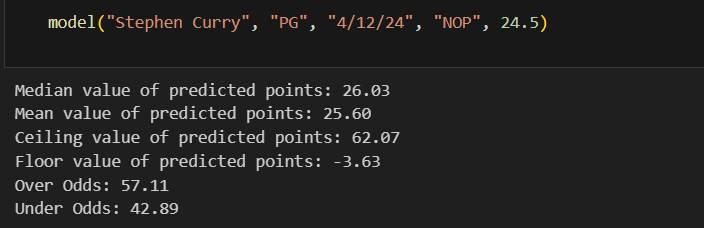 model("Stephen Curry", "PG", "4/12/24", "NOP", 24.5)
Median value of predicted points: 26.03
Mean value of predicted points: 25.60
Ceiling value of predicted points: 62.07
Floor value of predicted points: -3.63
Over Odds: 57.11
Under Odds: 42.89